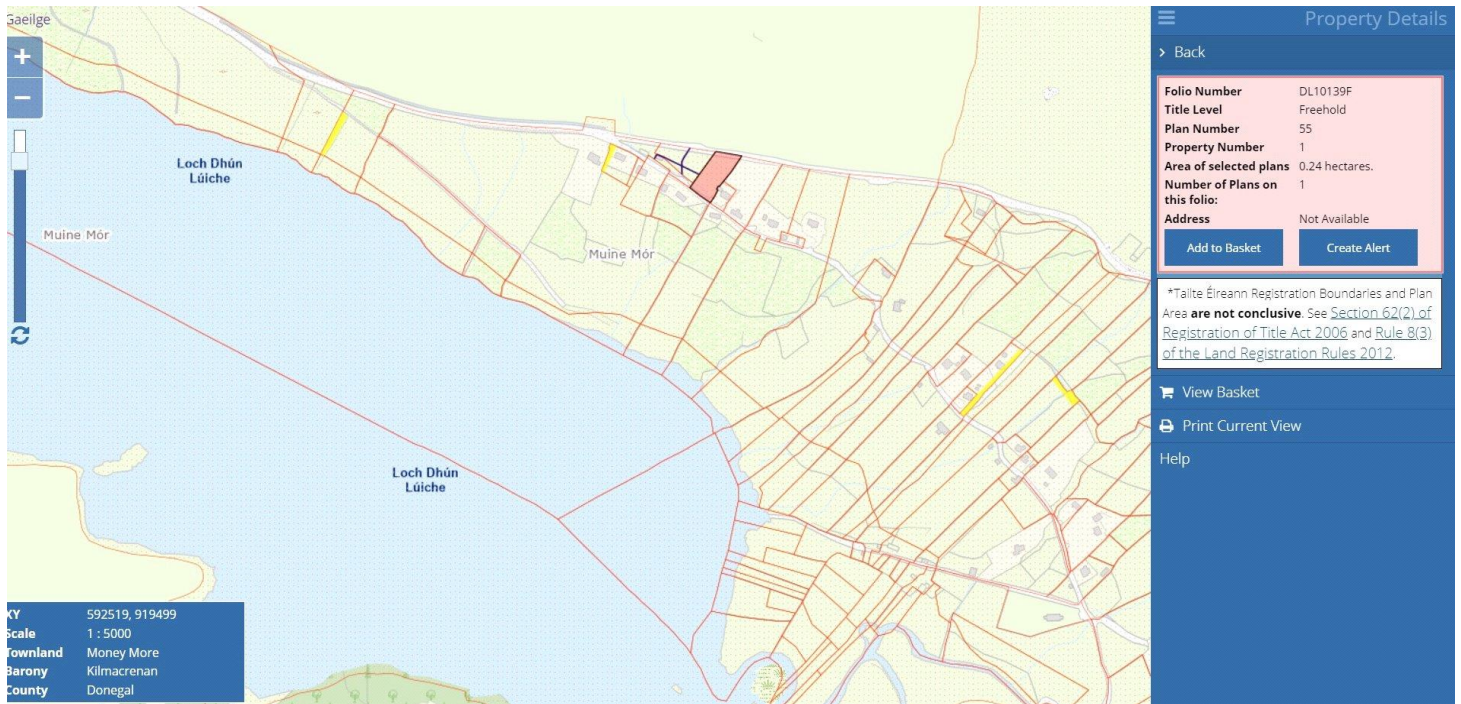 Gaeilge
+
−
Loch Dhún
Lúiche
Muine Mór
Muine Mór
Loch Dhún
Lúiche
XY 592519, 919499
Scale 1 : 5000
Townland Money More
Barony Kilmacrenan
County Donegal
Property Details
> Back
Folio Number DL10139F
Title Level Freehold
Plan Number 55
Property Number 1
Area of selected plans 0.24 hectares.
Number of Plans on 1
this folio:
Address Not Available
Add to Basket Create Alert
*Tailte Éireann Registration Boundaries and Plan
Area are not conclusive. See Section 62(2) of
Registration of Title Act 2006 and Rule 8(3)
of the Land Registration Rules 2012.
View Basket
Print Current View
Help